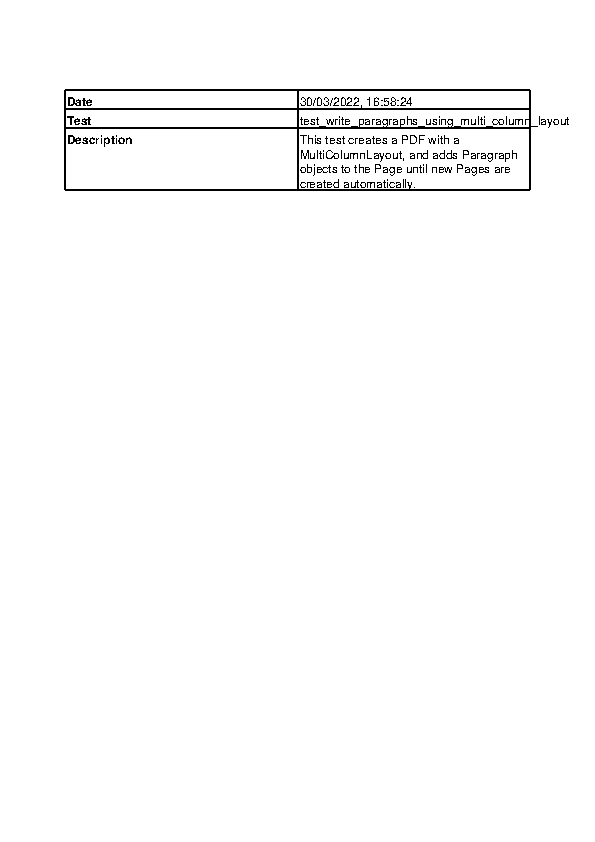 Date 30/03/2022, 16:58:24
Test test_write_paragraphs_using_multi_column_layout
Description This test creates a PDF with a
MultiColumnLayout, and adds Paragraph
objects to the Page until new Pages are
created automatically.